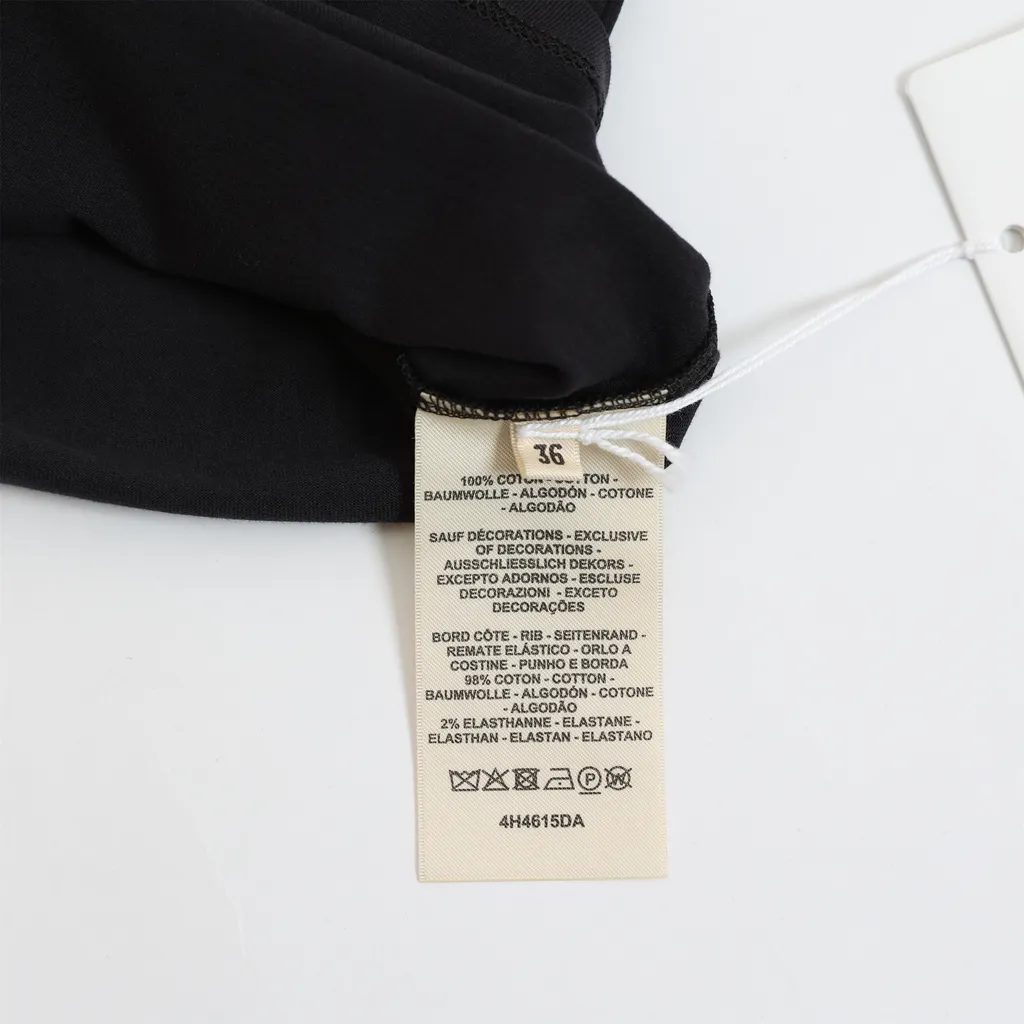 36
100% COTON - COTTON -
BAUMWOLLE - ALGODÓN - COTONE
- ALGODÃO
SAUF DÉCORATIONS - EXCLUSIVE
OF DECORATIONS -
AUSSCHLIESSLICH DEKORS -
EXCEPTO ADORNOS - ESCLUSE
DECORAZIONI - EXCETO
DECORAÇÕES
BORD CÔTE - RIB - SEITENRAND -
REMATE ELÁSTICO - ORLO A
COSTINE - PUNHO E BORDA
98% COTON - COTTON -
BAUMWOLLE - ALGODÓN - COTONE
- ALGODÃO
2% ELASTHANNE - ELASTANE -
ELASTHAN - ELASTAN - ELASTANO
P W
4H4615DA